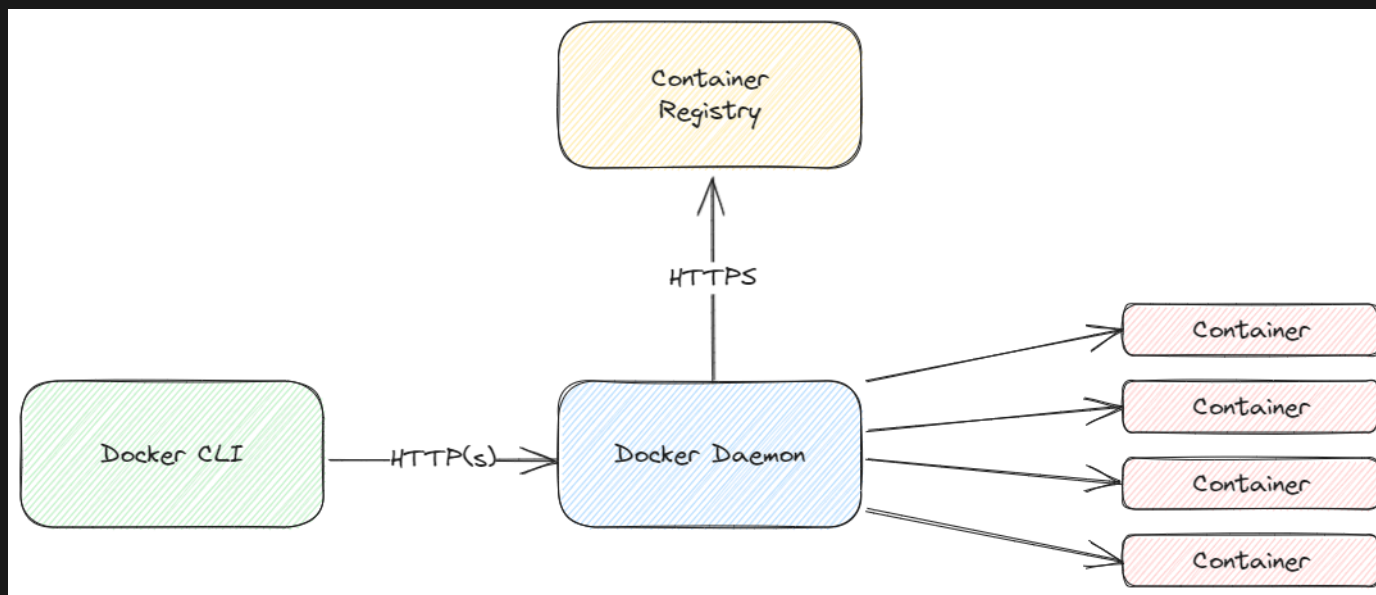 Container
Registry
HTTPS
Container
Container
Docker CLI
HTTP(s)
Docker Daemon
Container
Container